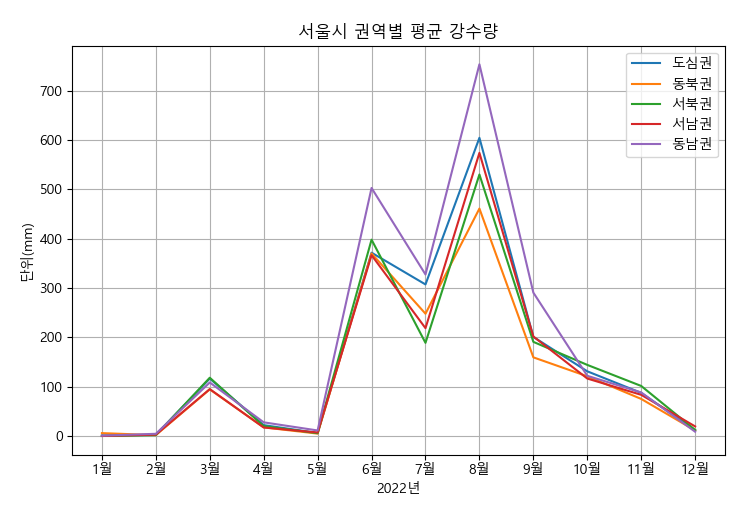 서울시 권역별 평균 강수량
도심권
동북권
서북권
서남권
동남권
단위(mm)
700
600
500
400
300
200
100
0
1월 2월 3월 4월 5월 6월 7월 8월 9월 10월 11월 12월
2022년